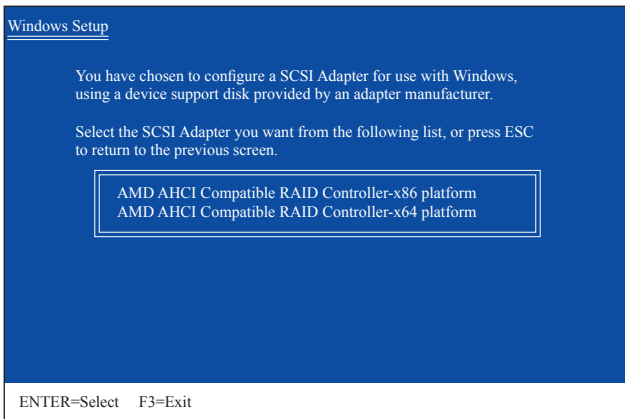 Windows Setup
You have chosen to configure a SCSI Adapter for use with Windows,
using a device support disk provided by an adapter manufacturer.
Select the SCSI Adapter you want from the following list, or press ESC
to return to the previous screen.
AMD AHCI Compatible RAID Controller-x86 platform
AMD AHCI Compatible RAID Controller-x64 platform
ENTER=Select F3=Exit